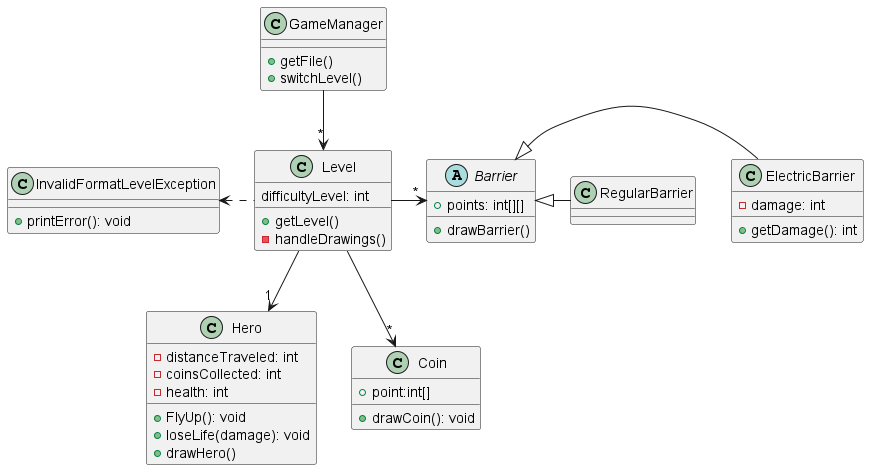 C GameManager
getFile()
switchLevel()
*
C InvalidFormatLevelException
printError(): void
C Level
difficultyLevel: int
getLevel()
handleDrawings()
*
A Barrier
points: int[][]
drawBarrier()
C RegularBarrier
C ElectricBarrier
damage: int
getDamage(): int
1
*
C Hero
distanceTraveled: int
coinsCollected: int
health: int
FlyUp(): void
loseLife(damage): void
drawHero()
C Coin
point:int[]
drawCoin(): void